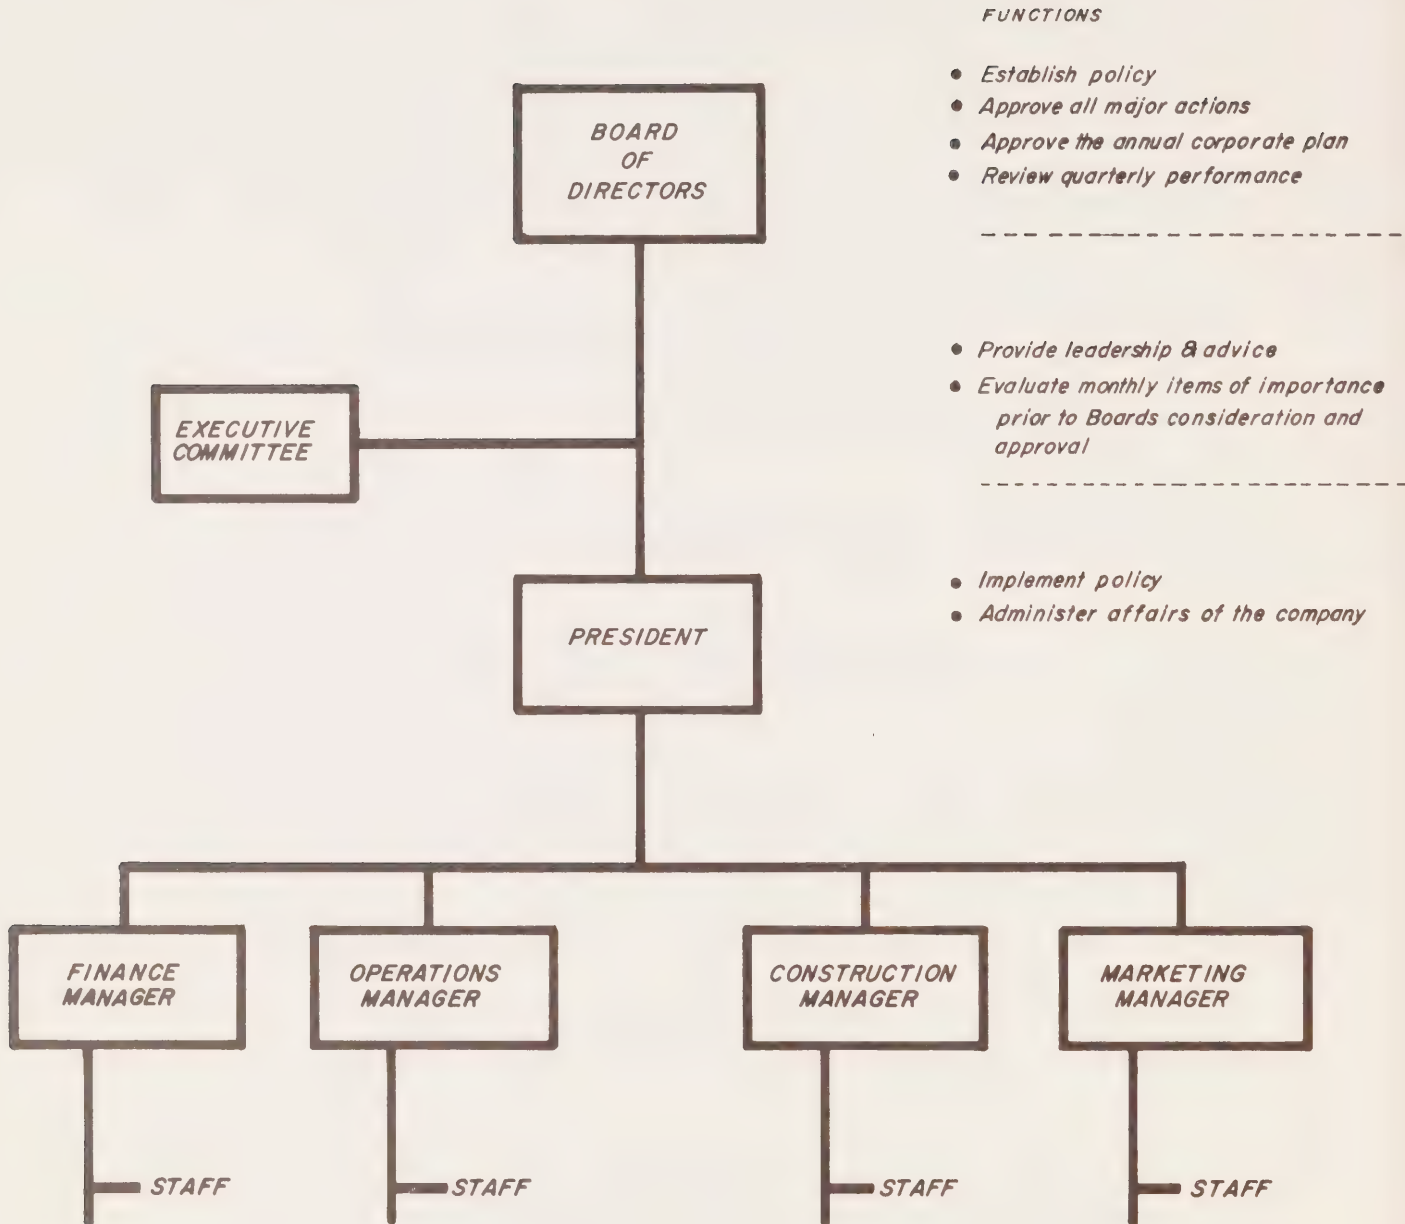 FUNCTIONS
• Establish policy
• Approve all major actions
• Approve the annual corporate plan
• Review quarterly performance
BOARD
OF
DIRECTORS
• Provide leadership & advice
• Evaluate monthly items of importance
prior to Boards consideration and
approval
EXECUTIVE
COMMITTEE
• Implement policy
• Administer affairs of the company
PRESIDENT
FINANCE
MANAGER
OPERATIONS
MANAGER
CONSTRUCTION
MANAGER
MARKETING
MANAGER
STAFF
STAFF
STAFF
STAFF